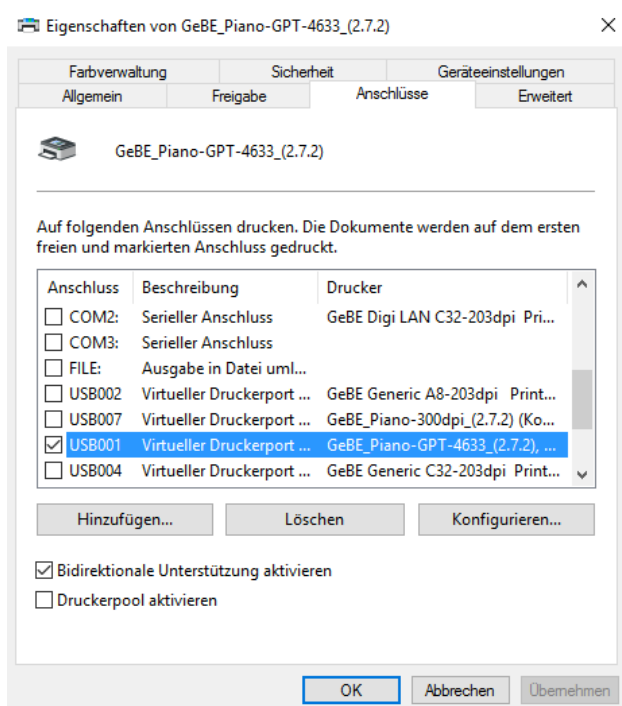 Eigenschaften von GeBE_Piano-GPT-4633_(2.7.2)
Farbverwaltung Sicherheit Geräteeinstellungen
Allgemein Freigabe Anschlüsse Erweitert
GeBE_Piano-GPT-4633_(2.7.2)
Auf folgenden Anschlüssen drucken. Die Dokumente werden auf dem ersten
freien und markierten Anschluss gedruckt.
Anschluss Beschreibung Drucker
COM2: Serieller Anschluss GeBE Digi LAN C32-203dpi Pri...
COM3: Serieller Anschluss
FILE: Ausgabe in Datei uml...
USB002 Virtueller Druckerport ... GeBE Generic A8-203dpi Print...
USB007 Virtueller Druckerport ... GeBE_Piano-300dpi_(2.7.2) (Ko...
USB001 Virtueller Druckerport ... GeBE_Piano-GPT-4633_(2.7.2), ...
USB004 Virtueller Druckerport ... GeBE Generic C32-203dpi Print...
Hinzufügen... Löschen Konfigurieren...
Bidirektionale Unterstützung aktivieren
Druckerpool aktivieren
OK Abbrechen Übernehmen